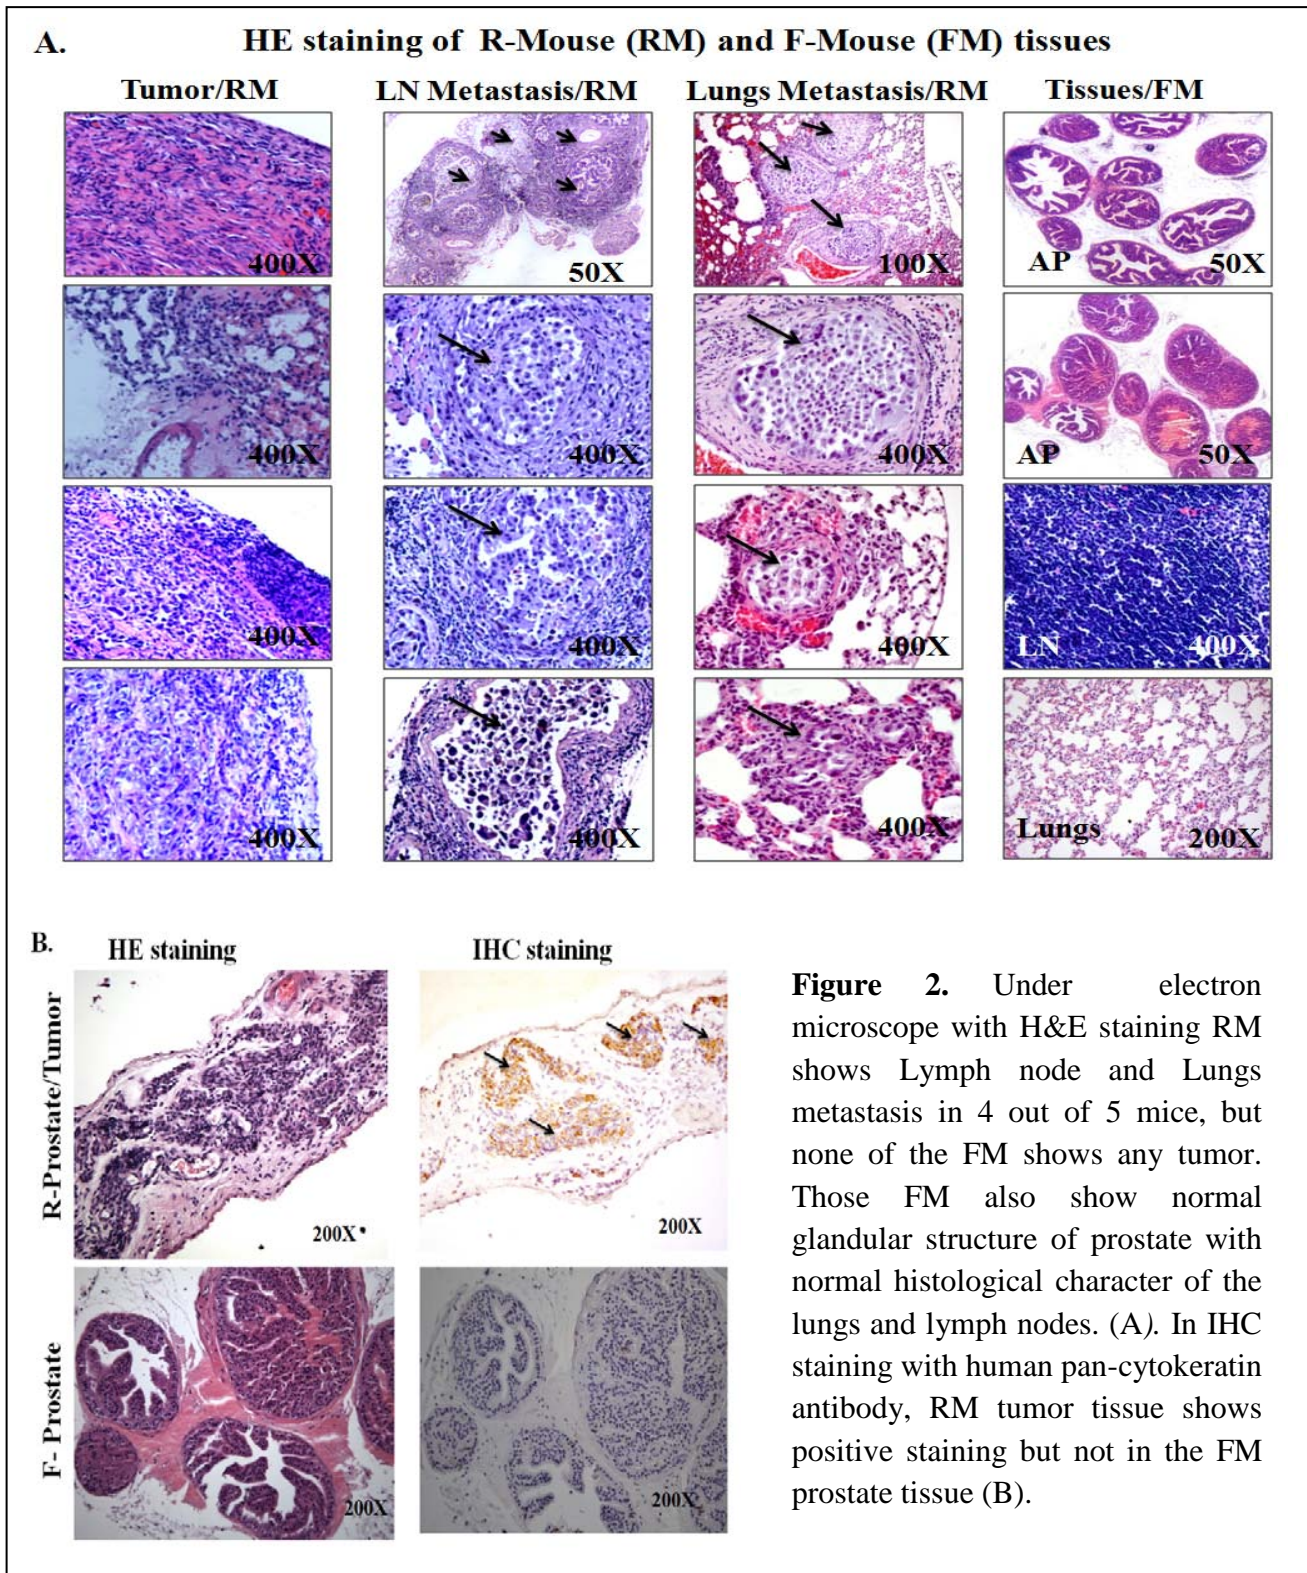 A.
HE staining of R-Mouse (RM) and F-Mouse (FM) tissues
Tumor/RM LN Metastasis/RM Lungs Metastasis/RM Tissues/FM
400X 50X 100X AP 50X
400X 400X 400X AP 50X
400X 400X 400X LN 400X
400X 400X 400X Lungs 200X
B.
HE staining IHC staining
R-Prostate/Tumor
200X 200X
F- Prostate
200X 200X
Figure 2. Under electron
microscope with H&E staining RM
shows Lymph node and Lungs
metastasis in 4 out of 5 mice, but
none of the FM shows any tumor.
Those FM also show normal
glandular structure of prostate with
normal histological character of the
lungs and lymph nodes. (A). In IHC
staining with human pan-cytokeratin
antibody, RM tumor tissue shows
positive staining but not in the FM
prostate tissue (B).